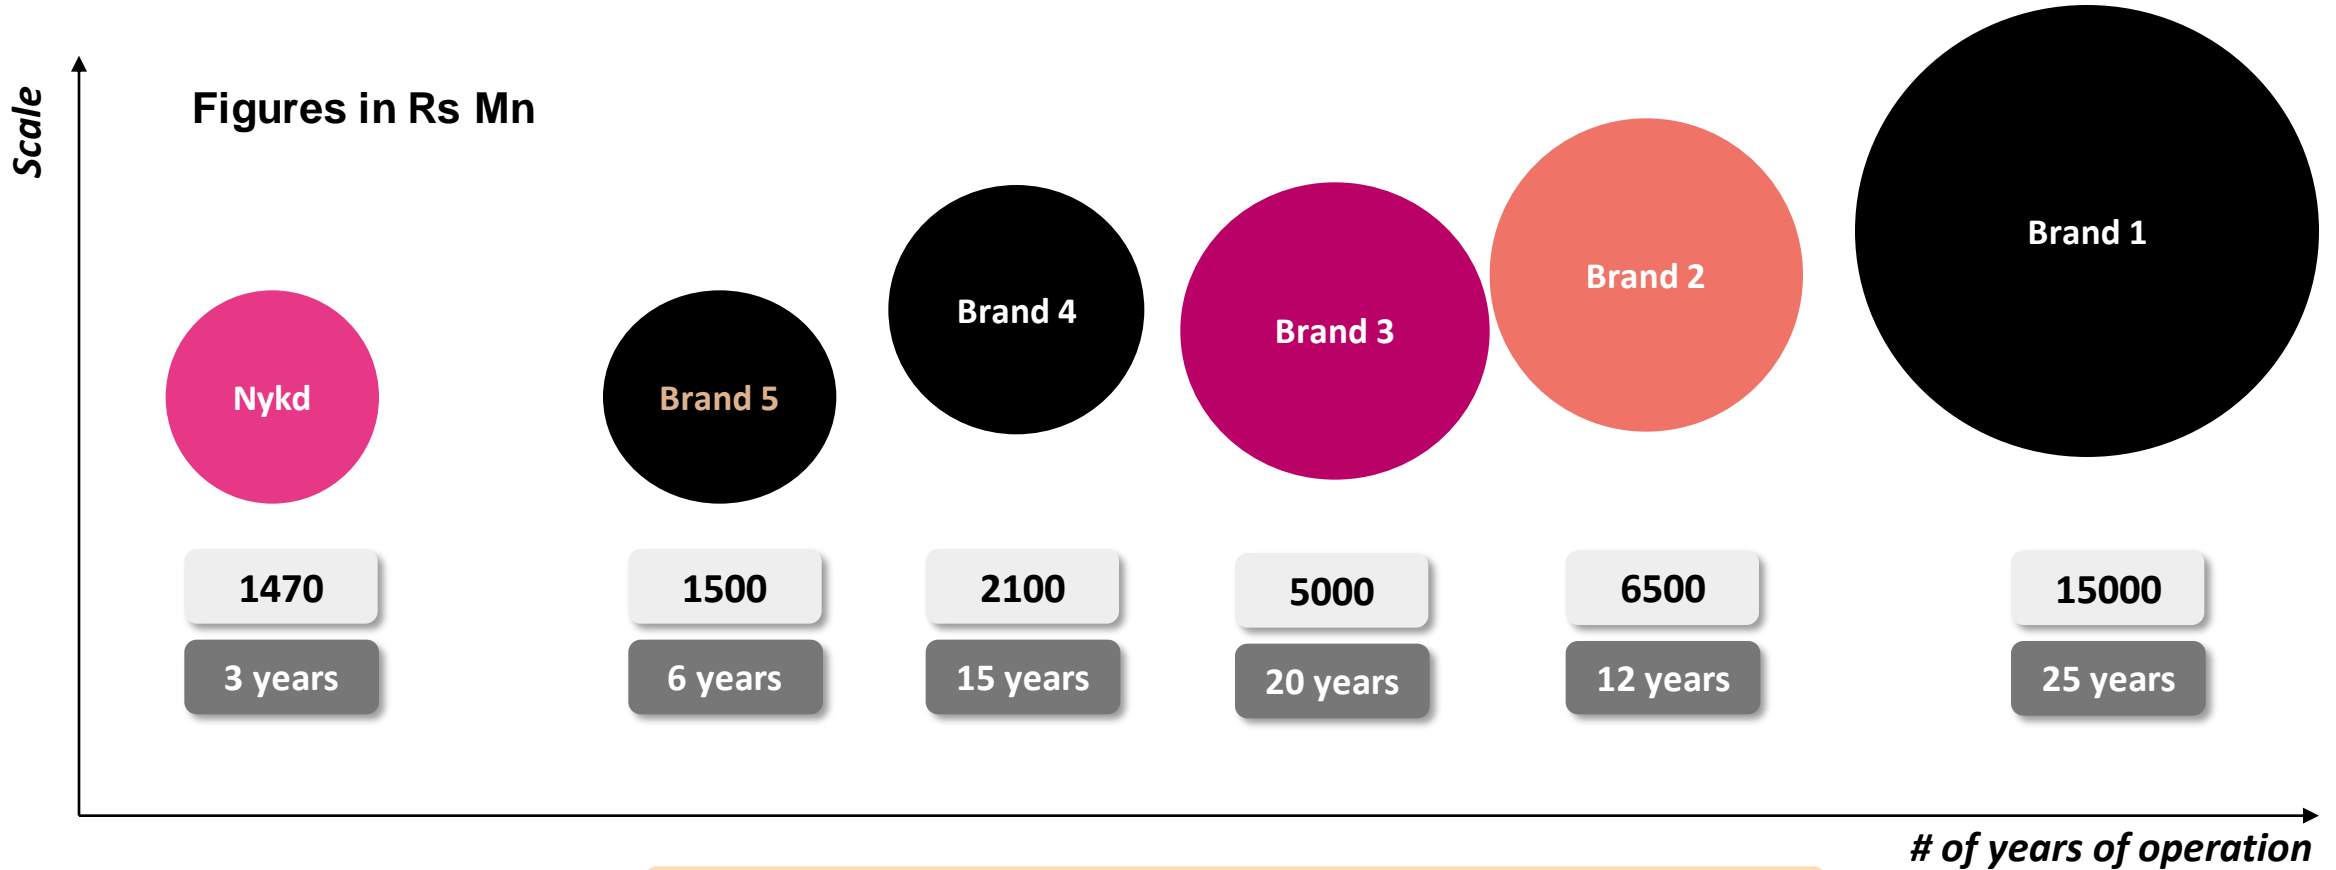 Scale
Figures in Rs Mn
Nykd
Brand 5
Brand 4
Brand 3
Brand 2
Brand 1
1470
1500
2100
5000
6500
15000
3 years
6 years
15 years
20 years
12 years
25 years
# of years of operation